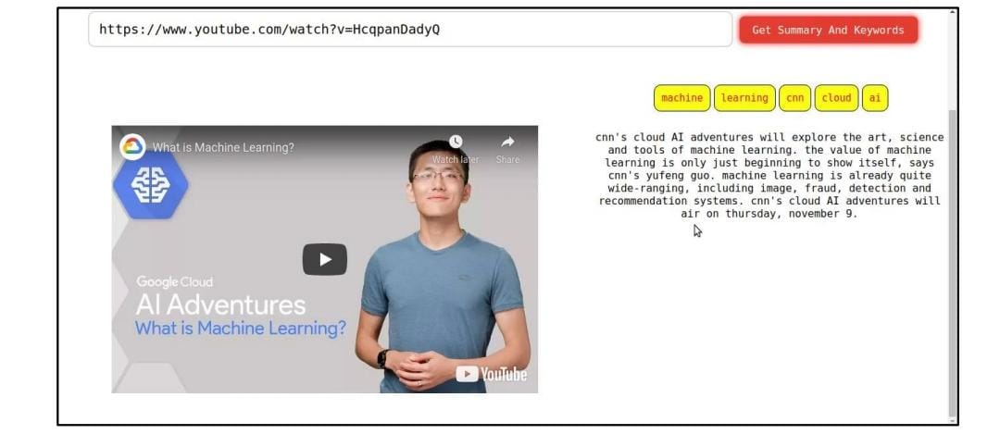 https://www.youtube.com/watch?v=HcqpanDadyQ
Get Summary And Keywords
machine learning cnn cloud ai
What is Machine Learning?
Watch later Share
Google Cloud
AI Adventures
What is Machine Learning?
YouTube
cnn's cloud AI adventures will explore the art, science
and tools of machine learning. the value of machine
learning is only just beginning to show itself, says
cnn's yufeng guo. machine learning is already quite
wide-ranging, including image, fraud, detection and
recommendation systems. cnn's cloud AI adventures will
air on thursday, november 9.